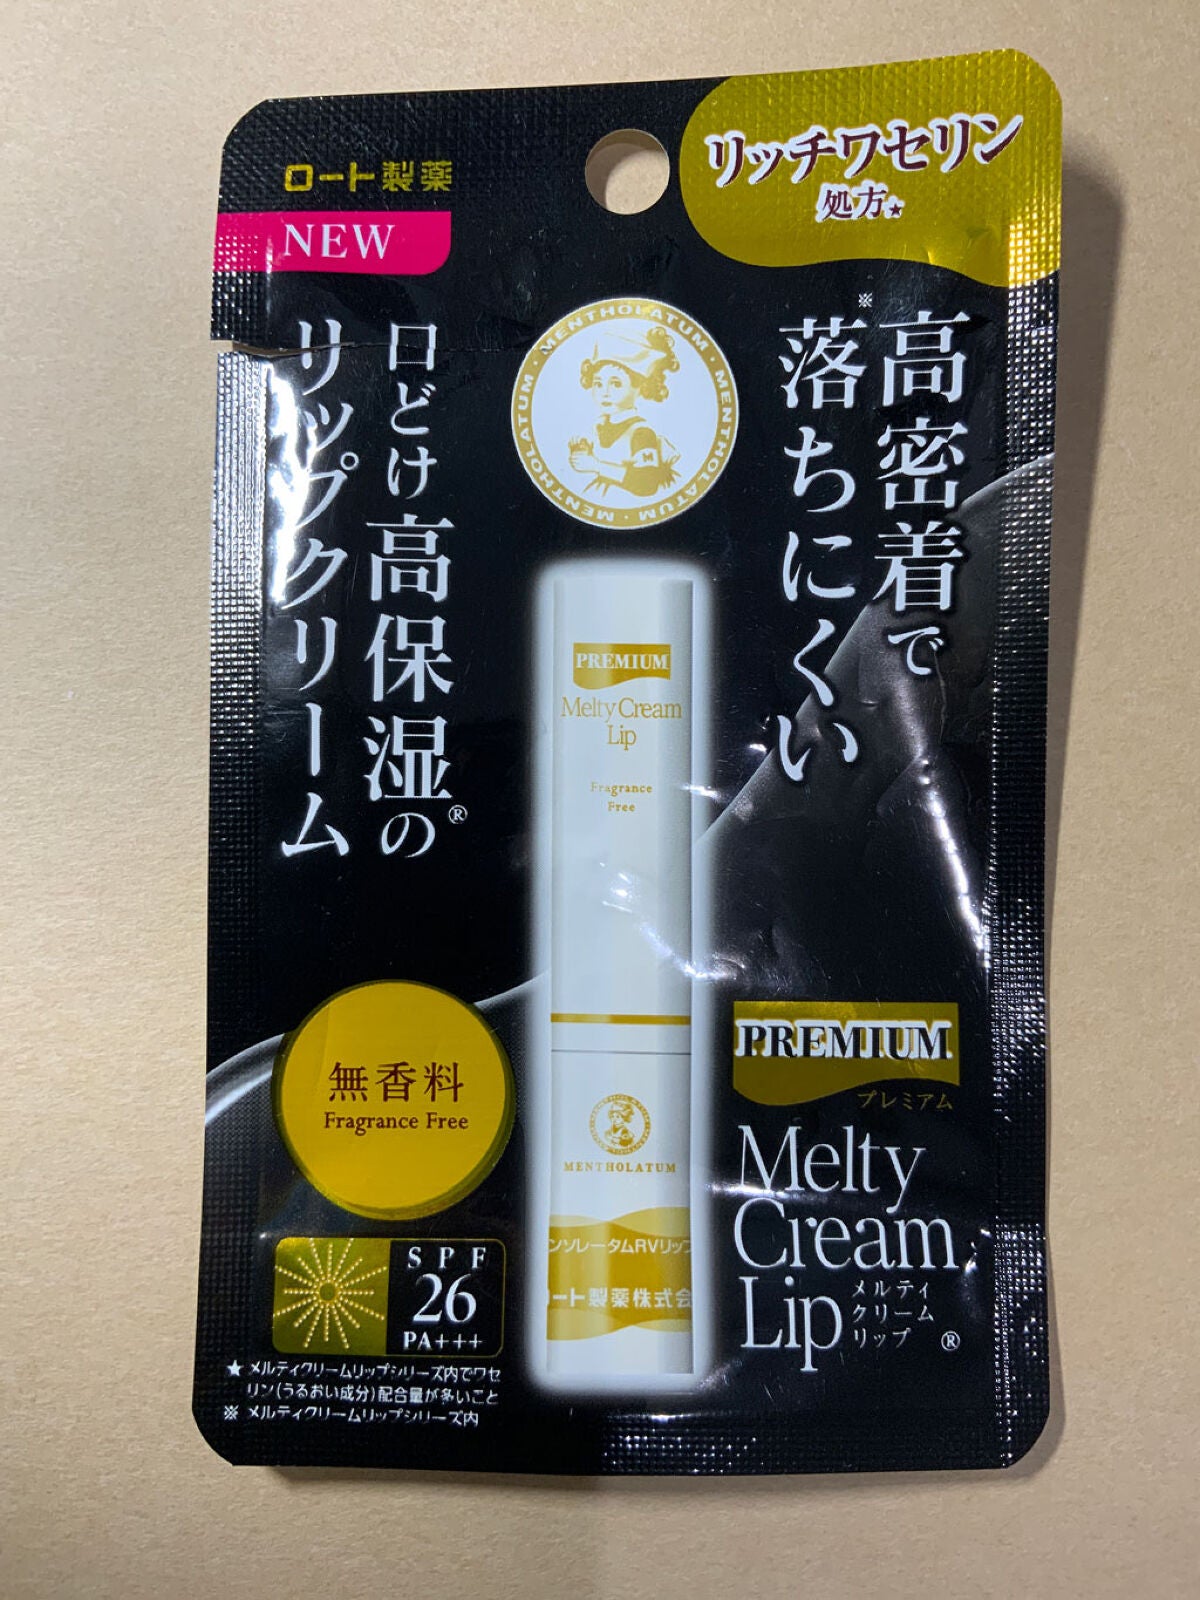 ロート製薬
NEW
リッチワセリン
処方★
高密着で
落ちにくい※
口どけ高保湿の®
リップクリーム
MENTHOLATUM・MENTHOLATUM・MENTHOLATUM・MENTHOLATUM・
M
PREMIUM
Melty Cream
Lip
Fragrance
Free
MENTHOLATUM
ンソレータムRVリップ
ート製薬株式会
無香料
Fragrance Free
SPF
26
PA+++
★ メルティクリームリップシリーズ内でワセ
リン(うるおい成分)配合量が多いこと
※ メルティクリームリップシリーズ内
PREMIUM
プレミアム
Melty
Cream
Lip
メルティ
クリーム
リップ ®